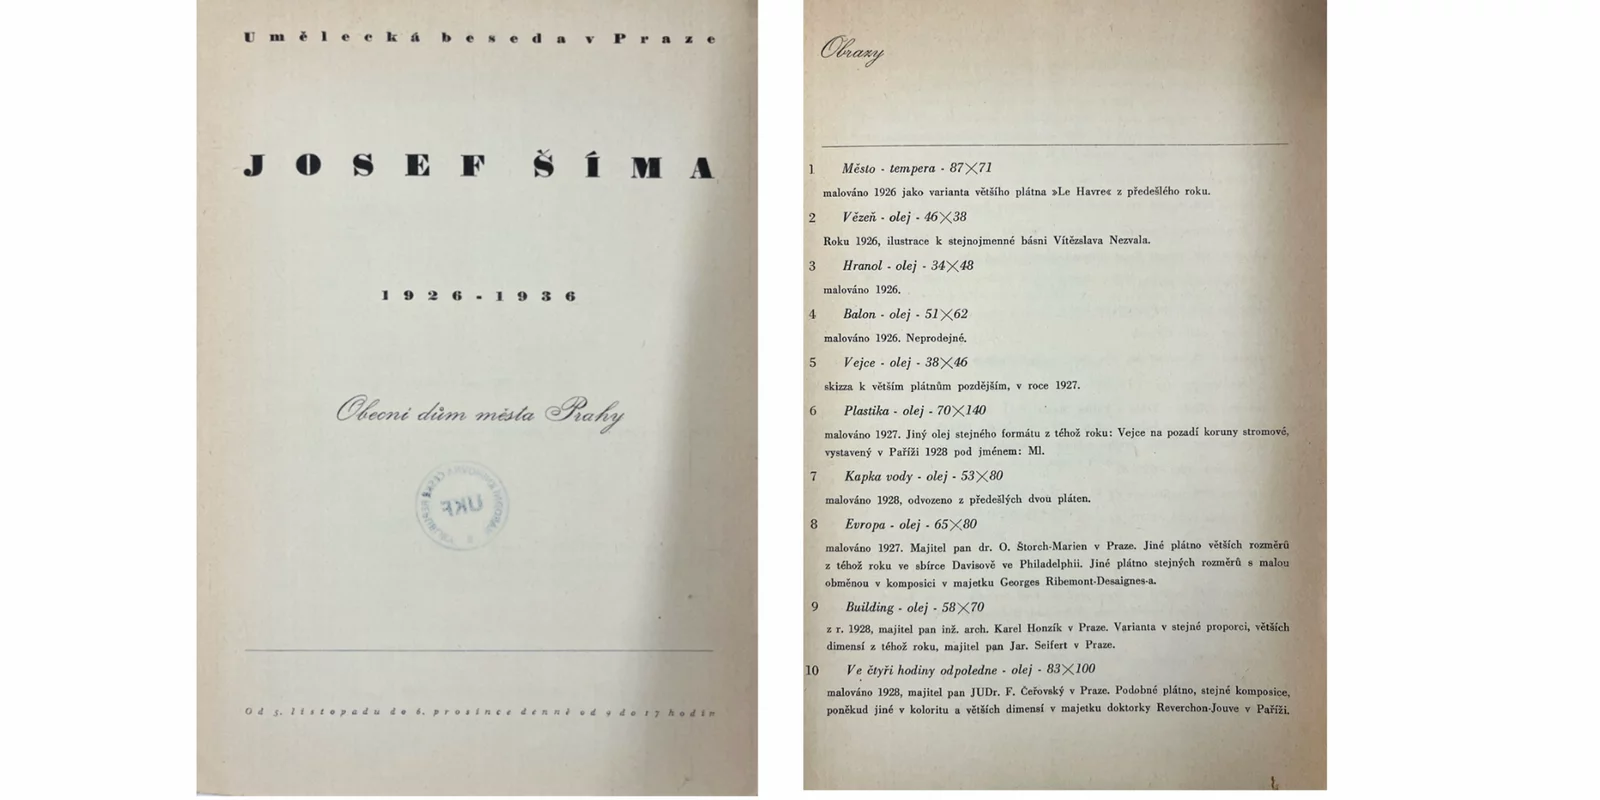 Umělecká beseda v Praze
JOSEF ŠÍMA
1926-1936
Obecní dům města Prahy
UKF
Od 5. listopadu do 6. prosince denně od 9 do 17 hodin
Obrazy
1 Město - tempera - 87×71
malováno 1926 jako varianta většího plátna »Le Havre« z předešlého roku.
2 Vězeň - olej - 46×38
Roku 1926, ilustrace k stejnojmenné básni Vítězslava Nezvala.
3 Hranol - olej - 34×48
malováno 1926.
4 Balon - olej - 51×62
malováno 1926. Neprodejné.
5 Vejce - olej - 38×46
skizza k větším plátnům pozdějším, v roce 1927.
6 Plastika - olej - 70×140
malováno 1927. Jiný olej stejného formátu z téhož roku: Vejce na pozadí koruny stromové,
vystavený v Paříži 1928 pod jménem: Ml.
7 Kapka vody - olej - 53×80
malováno 1928, odvozeno z předešlých dvou pláten.
8 Evropa - olej - 65×80
malováno 1927. Majitel pan dr. O. Štorch-Marien v Praze. Jiné plátno větších rozměrů
z téhož roku ve sbírce Davisově ve Philadelphii. Jiné plátno stejných rozměrů s malou
obměnou v komposici v majetku Georges Ribemont-Desaignes-a.
9 Building - olej - 58×70
z r. 1928, majitel pan inž. arch. Karel Honzík v Praze. Varianta v stejné proporci, větších
dimensí z téhož roku, majitel pan Jar. Seifert v Praze.
10 Ve čtyři hodiny odpoledne - olej - 83×100
malováno 1928, majitel pan JUDr. F. Čeřovský v Praze. Podobné plátno, stejné komposice,
poněkud jiné v koloritu a větších dimensí v majetku doktorky Reverchon-Jouve v Paříži.